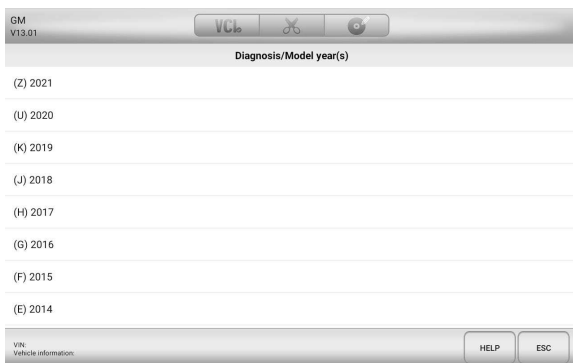 GM
V13.01
VCI
Diagnosis/Model year(s)
(Z) 2021
(U) 2020
(K) 2019
(J) 2018
(H) 2017
(G) 2016
(F) 2015
(E) 2014
VIN:
Vehicle information:
HELP
ESC